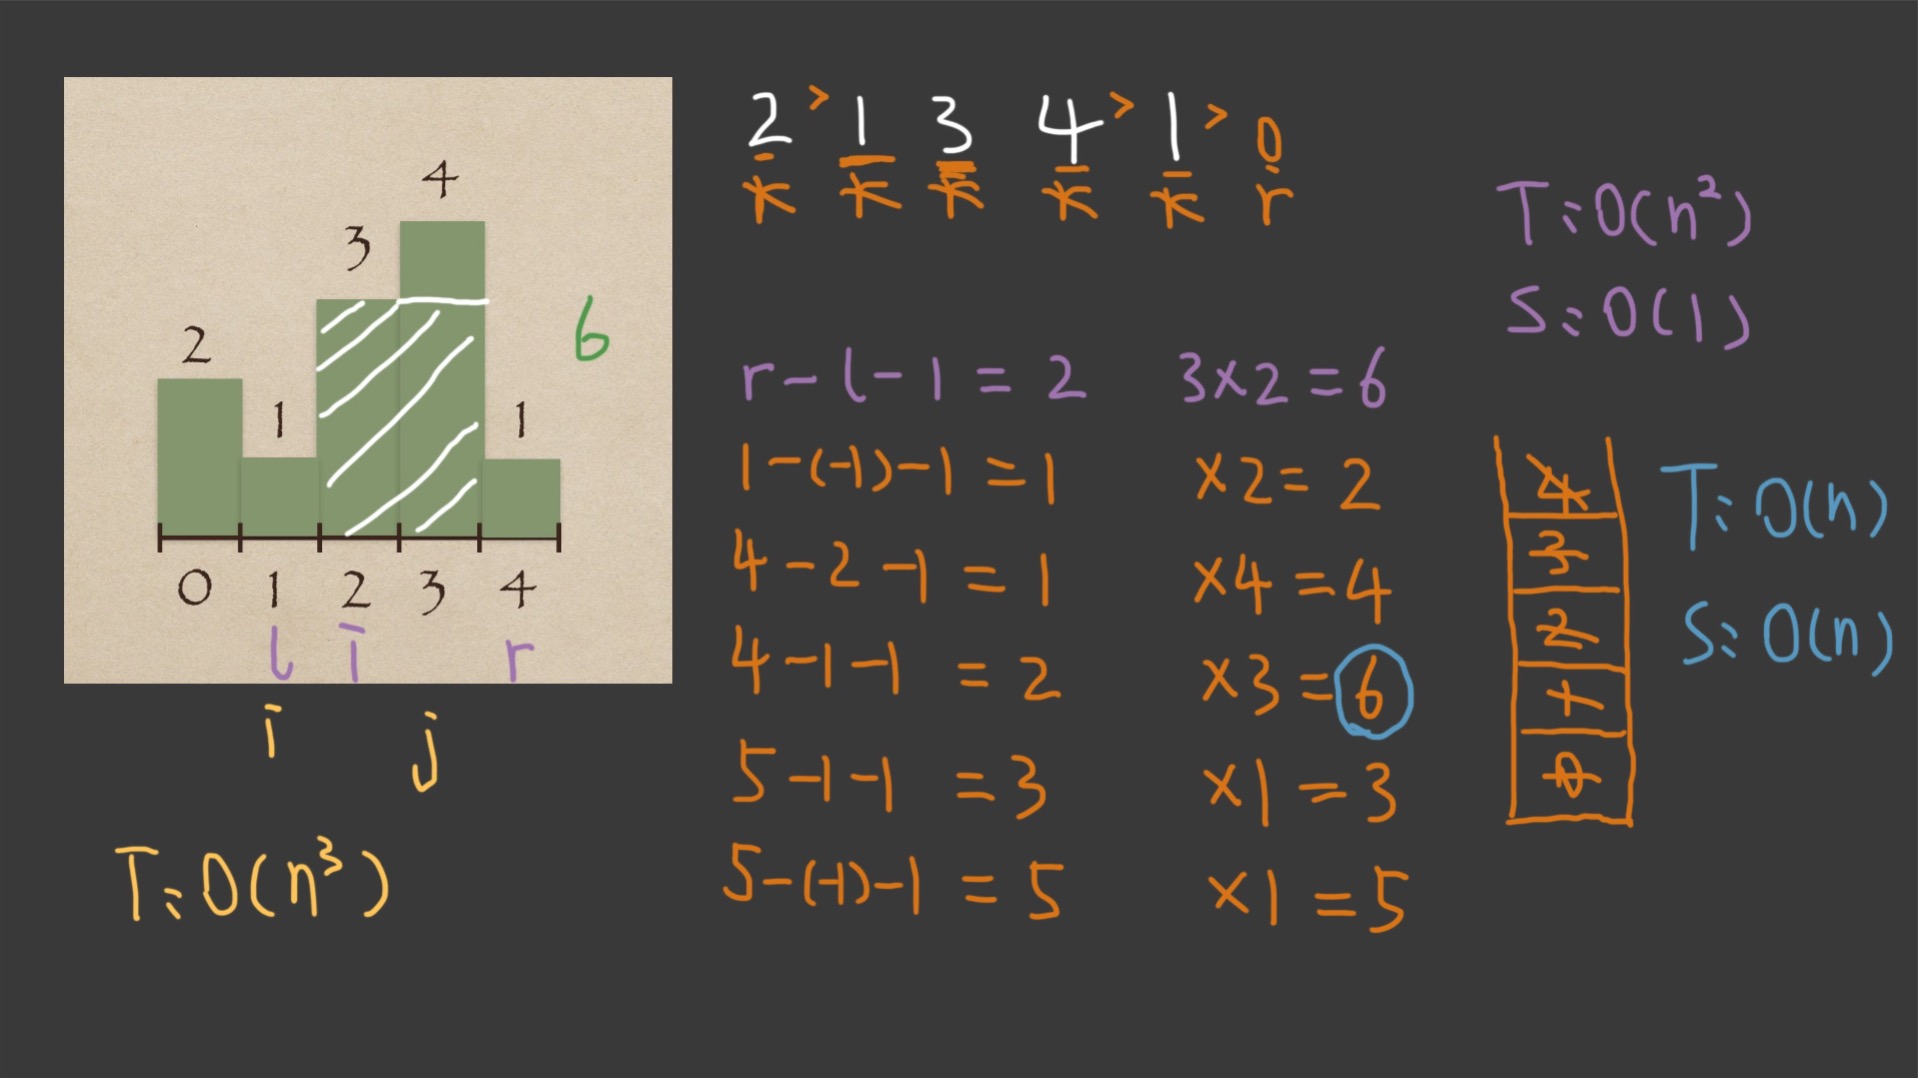 4
3
2
1
1
0 1 2 3 4
l i r
i j
6
T: O(n³)
2 > 1 3 4 > 1 > 0
r r r r r r
r - l - 1 = 2 3 × 2 = 6
1 - (-1) - 1 = 1 × 2 = 2
4 - 2 - 1 = 1 × 4 = 4
4 - 1 - 1 = 2 × 3 = 6
5 - 1 - 1 = 3 × 1 = 3
5 - (-1) - 1 = 5 × 1 = 5
T: O(n²)
S: O(1)
4
3
2
1
0
T: O(n)
S: O(n)